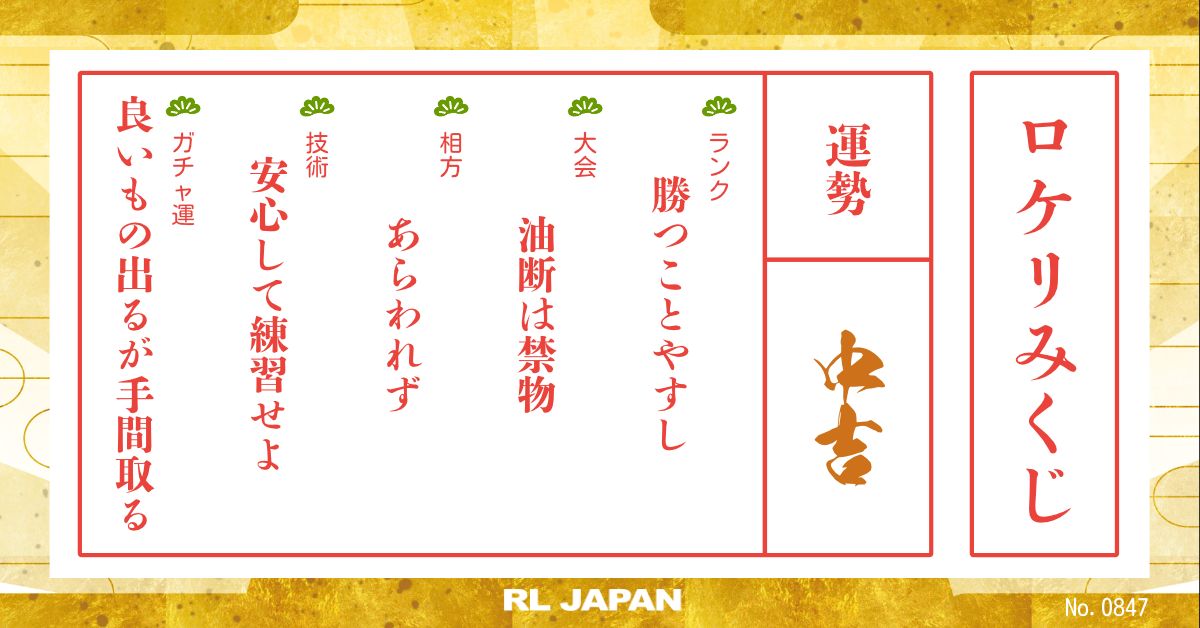 ロケリみくじ
運勢
中吉
ランク
勝つことやすし
大会
油断は禁物
相方
あらわれず
技術
安心して練習せよ
ガチャ運
良いもの出るが手間取る
RL JAPAN
No. 0847